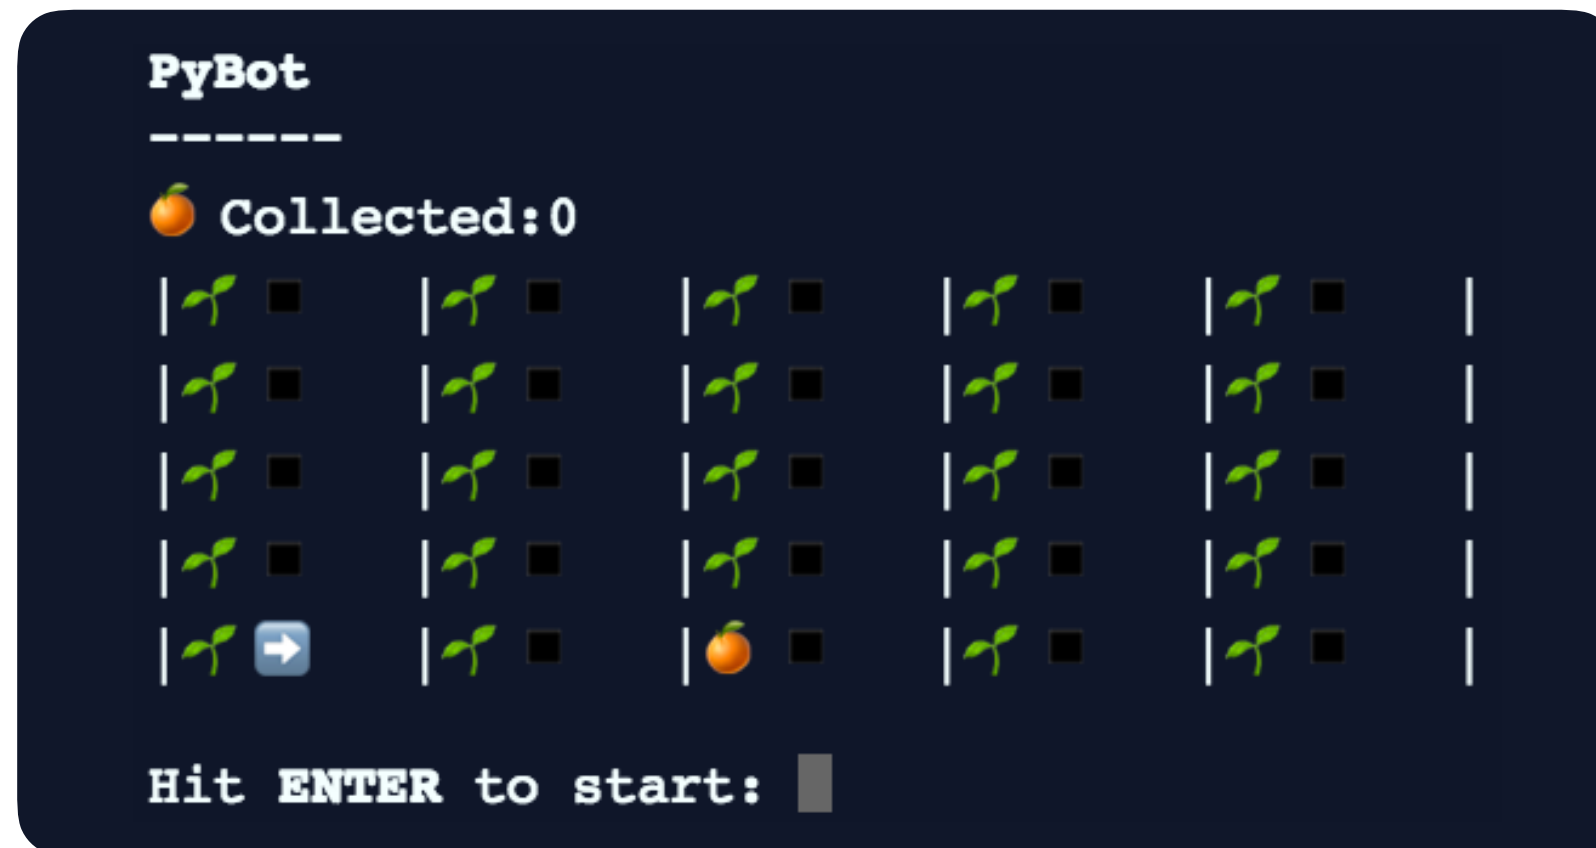 PyBot
------
🍊 Collected:0
|🌱 ◾ |🌱 ◾ |🌱 ◾ |🌱 ◾ |🌱 ◾ |
|🌱 ◾ |🌱 ◾ |🌱 ◾ |🌱 ◾ |🌱 ◾ |
|🌱 ◾ |🌱 ◾ |🌱 ◾ |🌱 ◾ |🌱 ◾ |
|🌱 ◾ |🌱 ◾ |🌱 ◾ |🌱 ◾ |🌱 ◾ |
|🌱 ➡️ |🌱 ◾ |🍊 ◾ |🌱 ◾ |🌱 ◾ |
Hit ENTER to start: